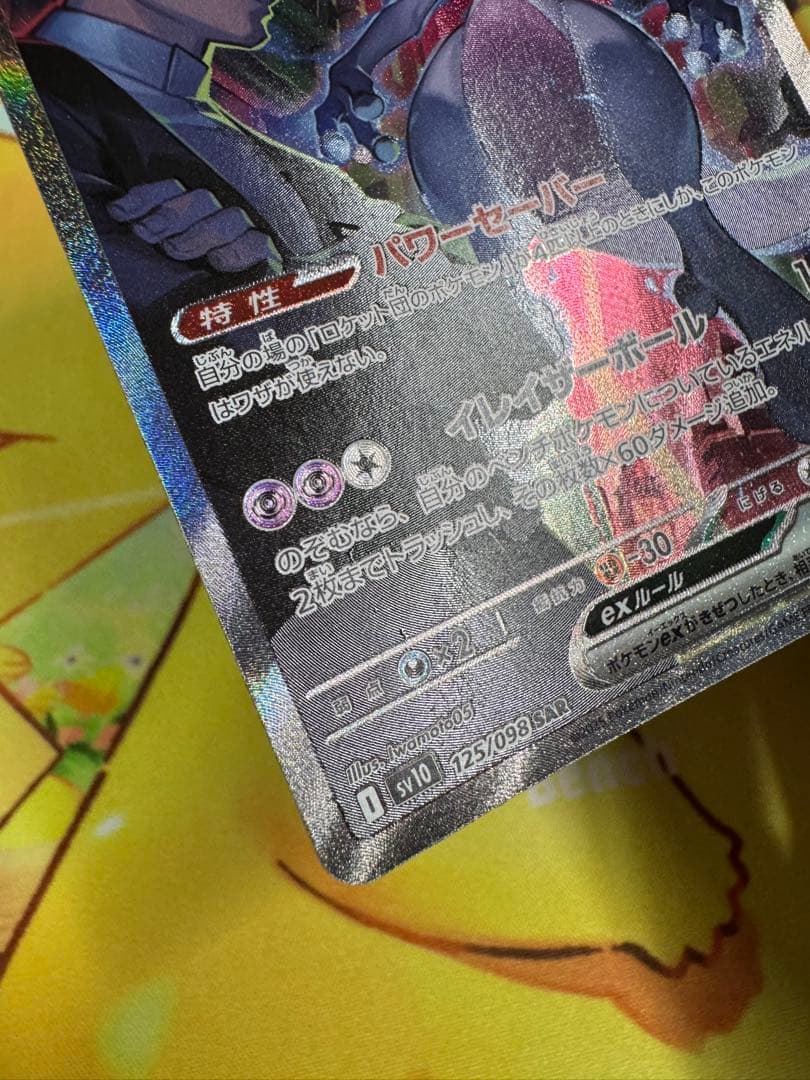 特性 パワーセーバー
自分の場の「ロケット団のポケモン」が4匹以上のときにしか、このポケモン
はワザが使えない。
イレイザーボール 1
自分のベンチポケモンについているエネル
2枚までトラッシュし、その枚数×60ダメージ追加。
のぞむなら、
弱点 ×2 抵抗力 -30 にげる
exルール
ポケモンexがきぜつしたとき、相
Illus. Iwamoto05
I sv10 125/098 SAR
©2025 Pokémon/Nintendo/Creatures/GAME
Bench